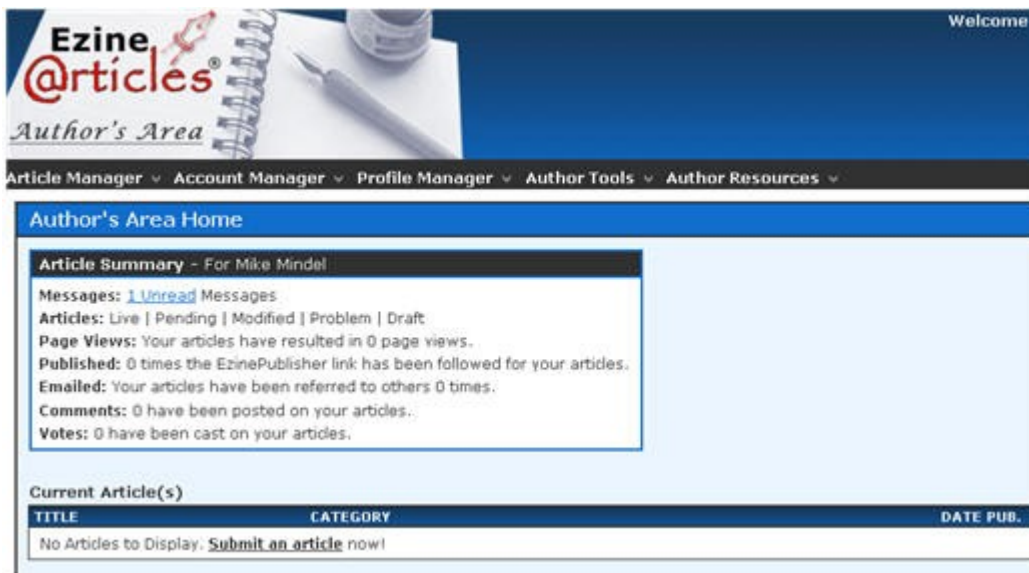 Welcome
Ezine
@rticles®
Author's Area
Article Manager Account Manager Profile Manager Author Tools Author Resources
Author's Area Home
Article Summary - For Mike Mindel
Messages: 1 Unread Messages
Articles: Live | Pending | Modified | Problem | Draft
Page Views: Your articles have resulted in 0 page views.
Published: 0 times the EzinePublisher link has been followed for your articles.
Emailed: Your articles have been referred to others 0 times.
Comments: 0 have been posted on your articles.
Votes: 0 have been cast on your articles.
Current Article(s)
TITLE CATEGORY DATE PUB.
No Articles to Display. Submit an article now!